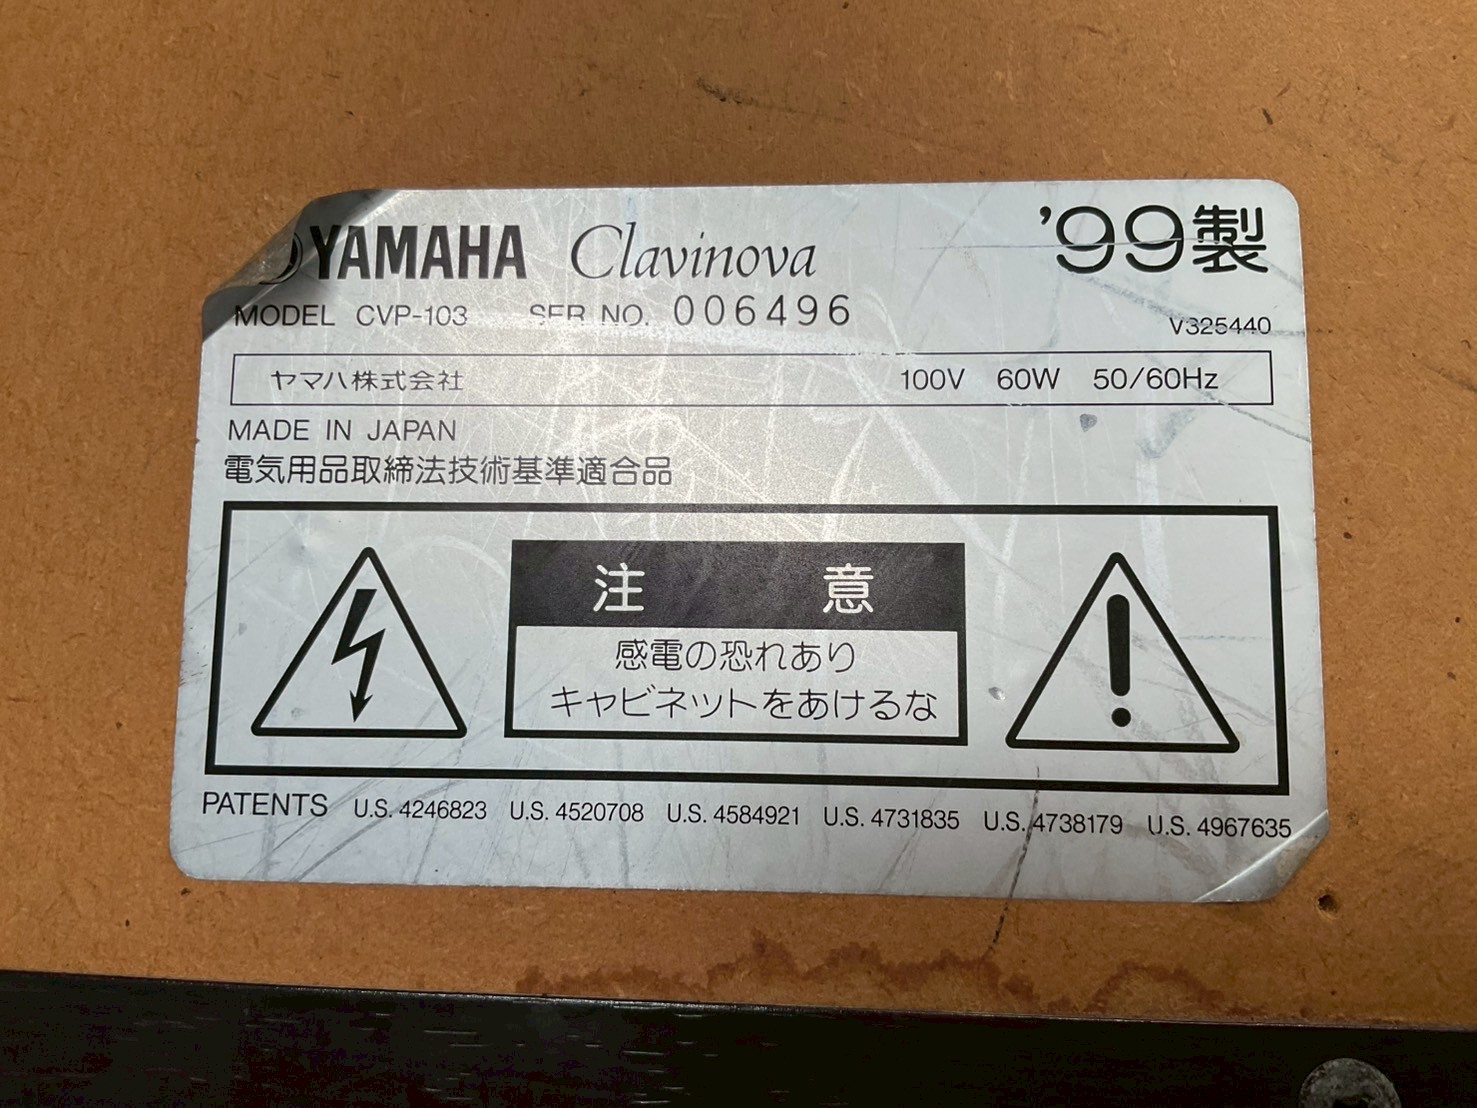 YAMAHA Clavinova '99製
MODEL CVP-103 SER NO. 006496 V325440
ヤマハ株式会社 100V 60W 50/60Hz
MADE IN JAPAN
電気用品取締法技術基準適合品
注意
感電の恐れあり
キャビネットをあけるな
PATENTS U.S. 4246823 U.S. 4520708 U.S. 4584921 U.S. 4731835 U.S. 4738179 U.S. 4967635